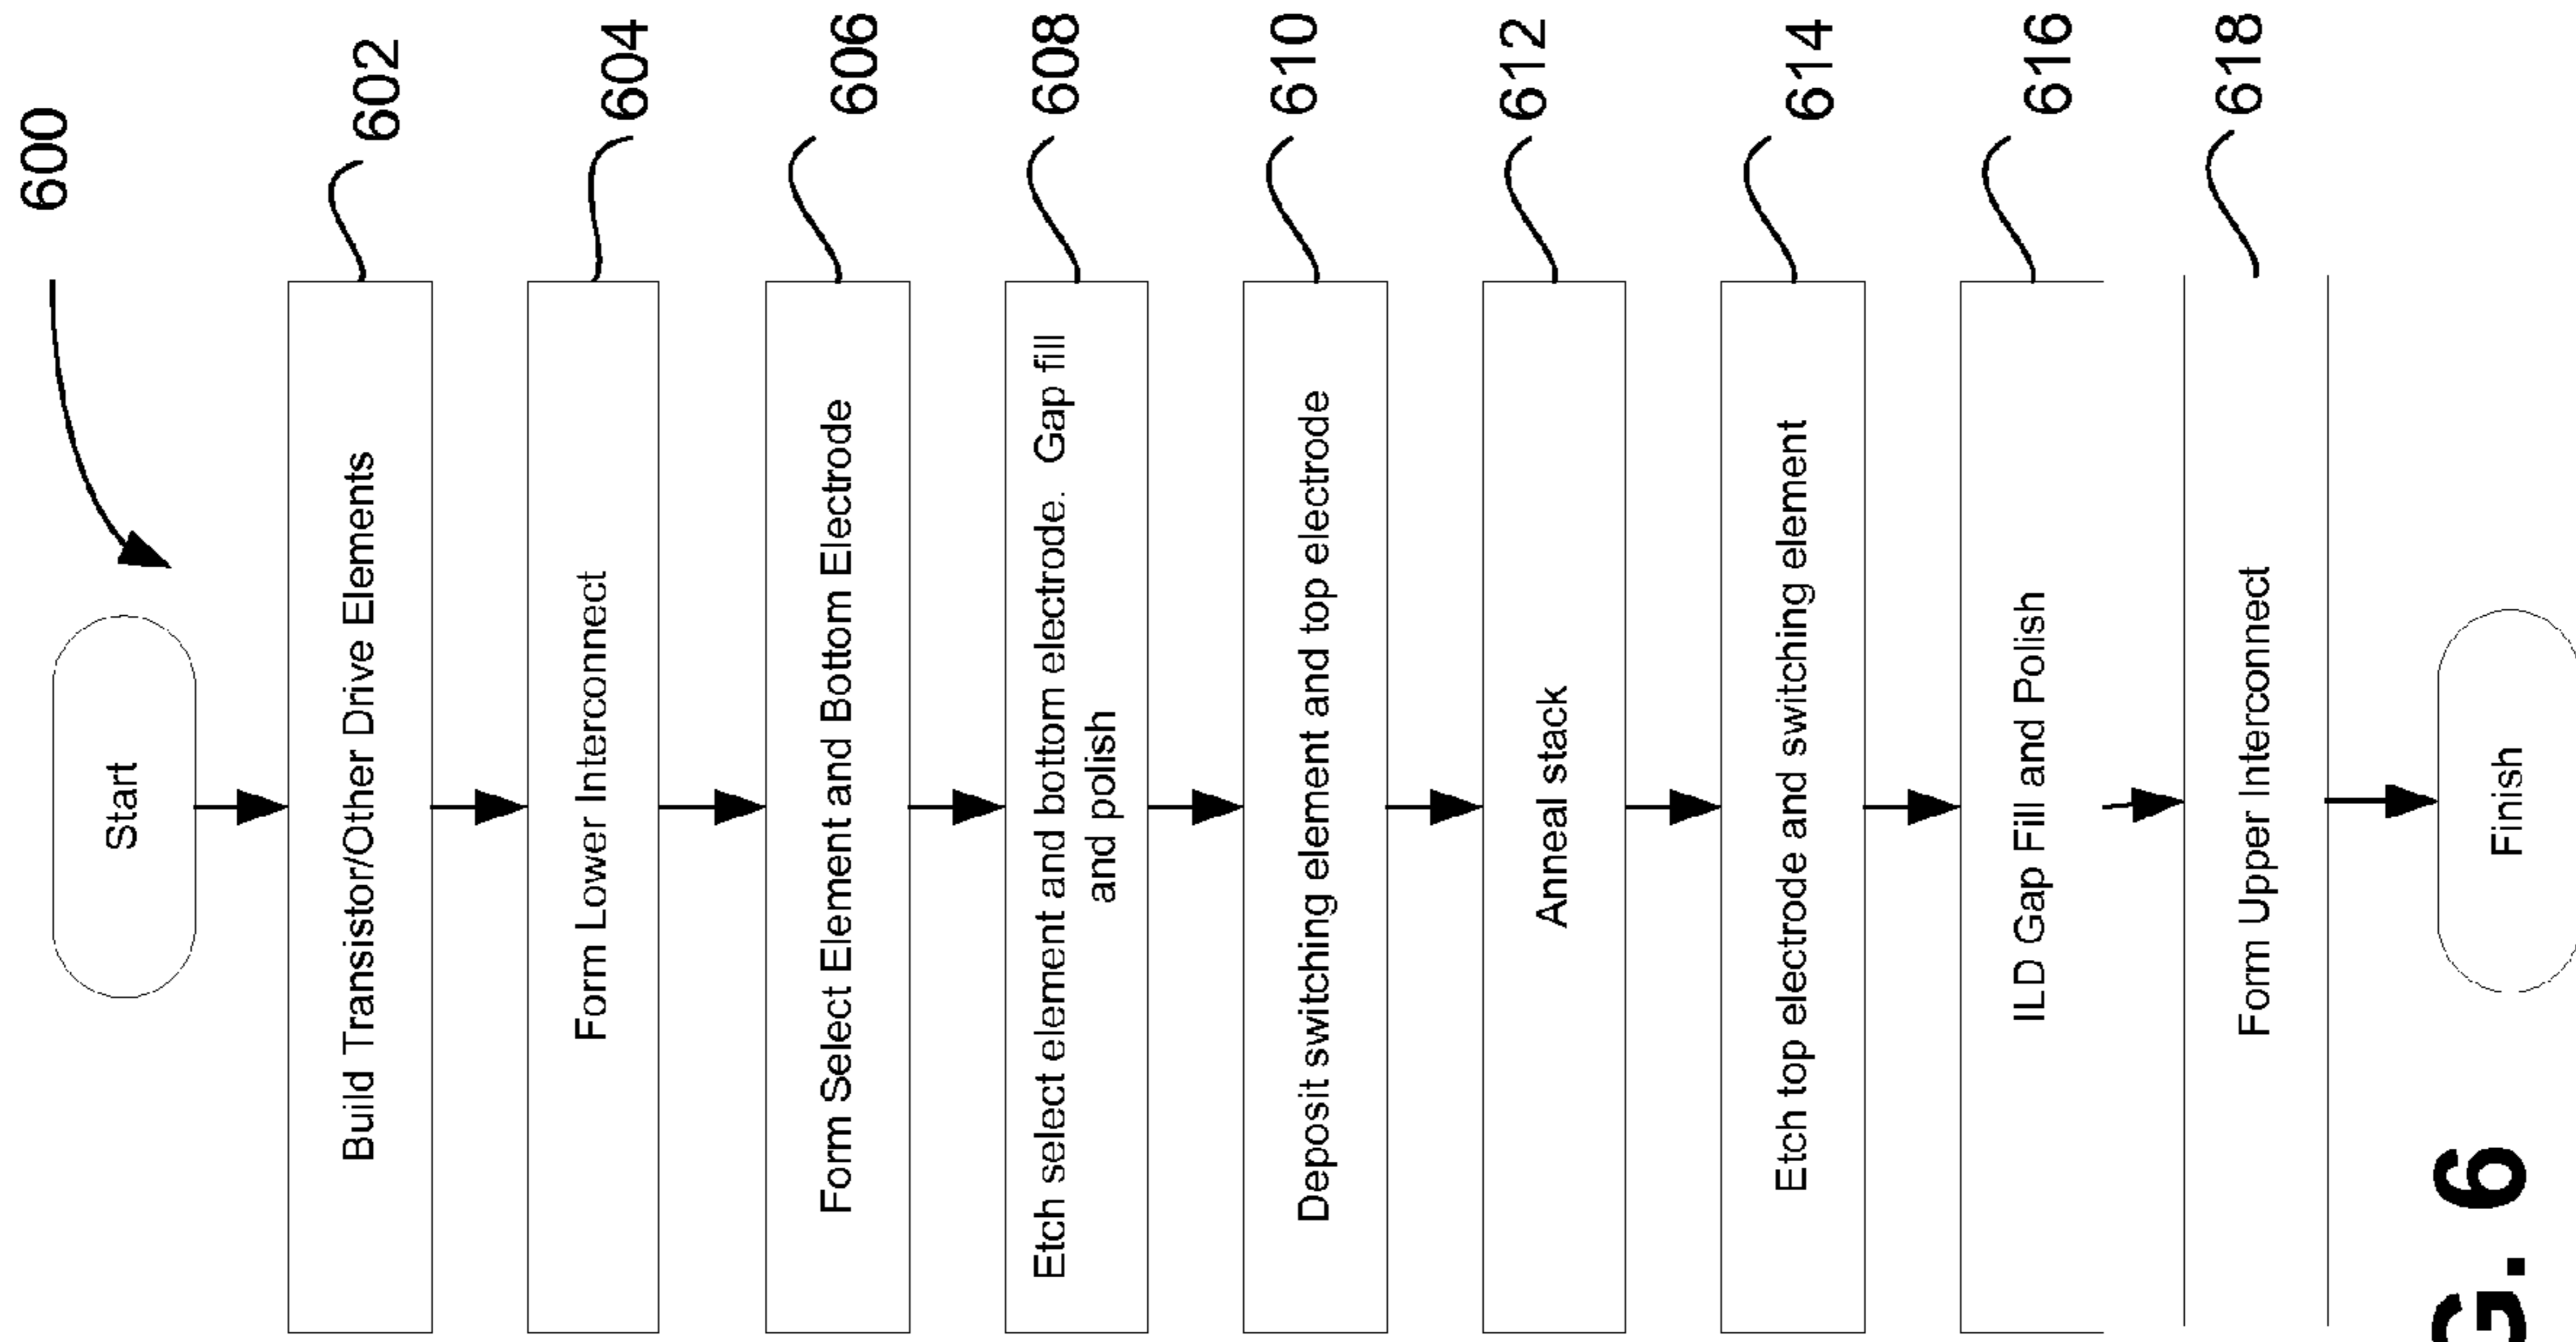 600
Start
Build Transistor/Other Drive Elements
602
Form Lower Interconnect
604
Form Select Element and Bottom Electrode
606
Etch select element and bottom electrode. Gap fill
and polish
608
Deposit switching element and top electrode
610
Anneal stack
612
Etch top electrode and switching element
614
ILD Gap Fill and Polish
616
Form Upper Interconnect
618
Finish
G. 6